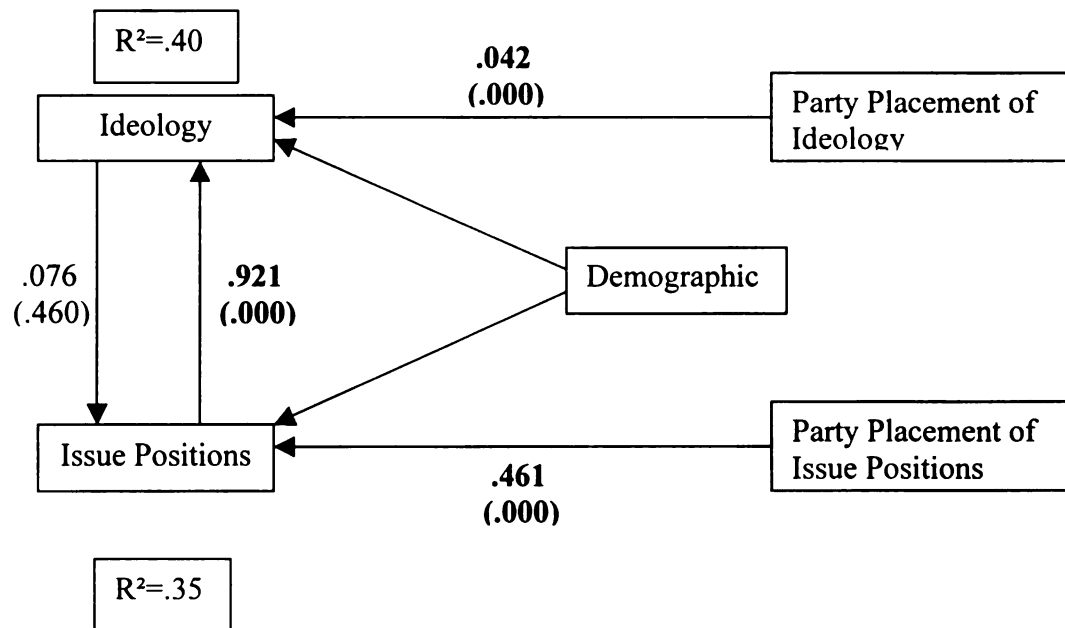 R²=.40
.042
(.000)
Party Placement of
Ideology
Ideology
Demographic
.076
(.460)
.921
(.000)
Issue Positions
Party Placement of
Issue Positions
.461
(.000)
R²=.35